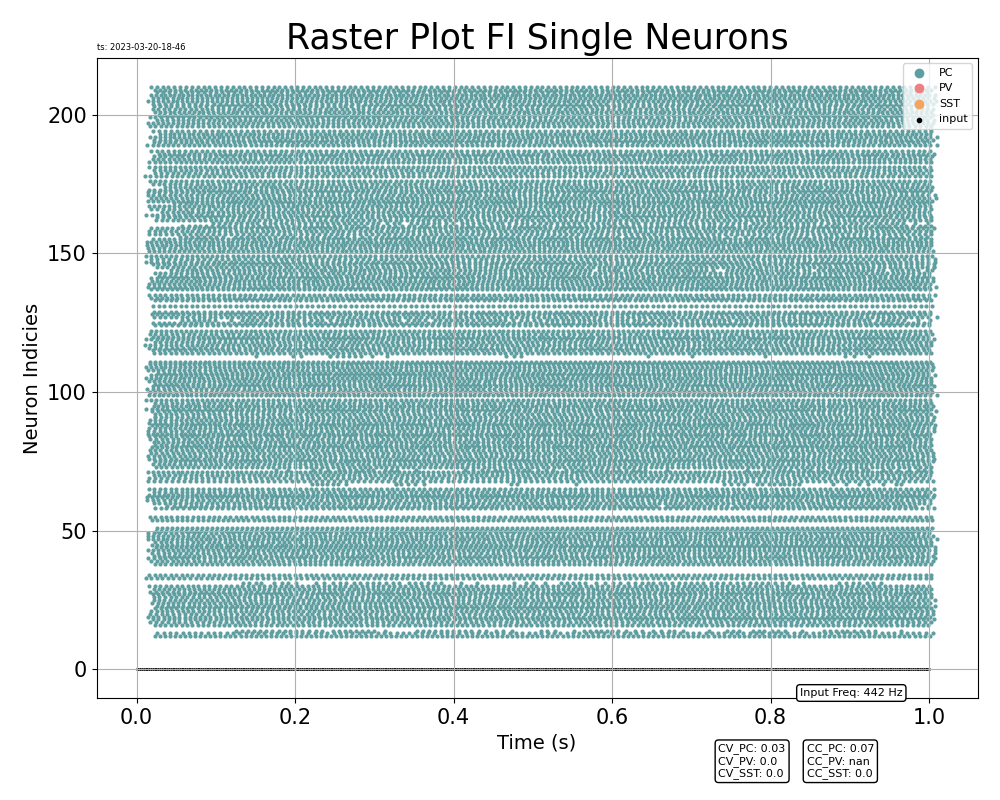 Raster Plot FI Single Neurons
ts: 2023-03-20-18-46
PC
PV
SST
input
200
150
100
50
0
Neuron Indicies
0.0 0.2 0.4 0.6 0.8 1.0
Time (s)
Input Freq: 442 Hz
CV_PC: 0.03
CV_PV: 0.0
CV_SST: 0.0
CC_PC: 0.07
CC_PV: nan
CC_SST: 0.0